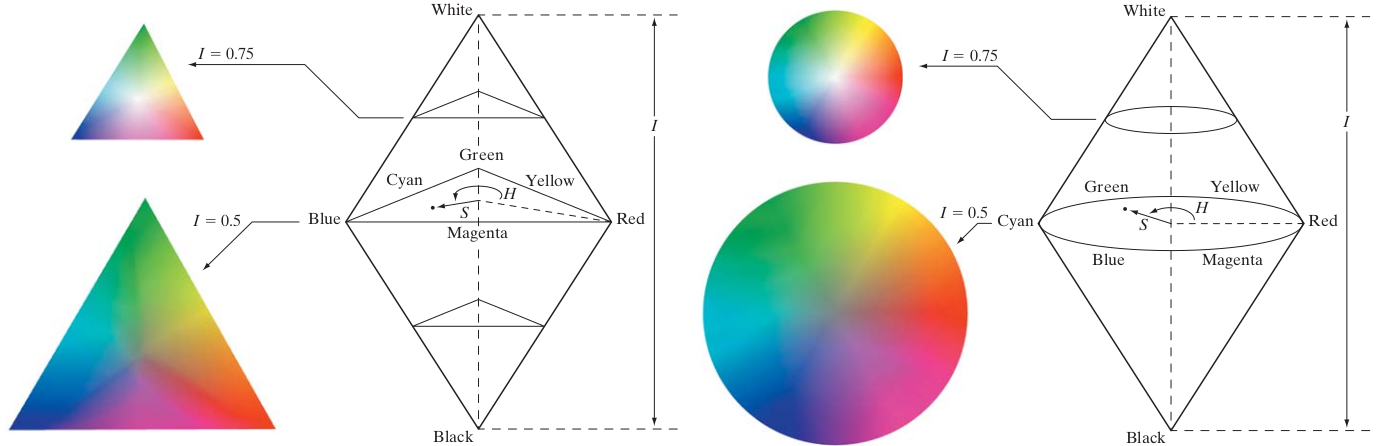 White
I = 0.75
I
Green
Cyan
Yellow
H
S
Blue
Red
I = 0.5
Magenta
Black
White
I = 0.75
I
Green
Yellow
H
S
I = 0.5
Cyan
Red
Blue
Magenta
Black